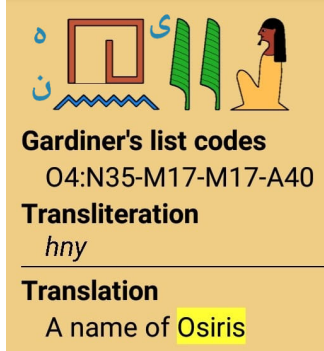 ه ى
ن
Gardiner's list codes
O4:N35-M17-M17-A40
Transliteration
hny
Translation
A name of Osiris